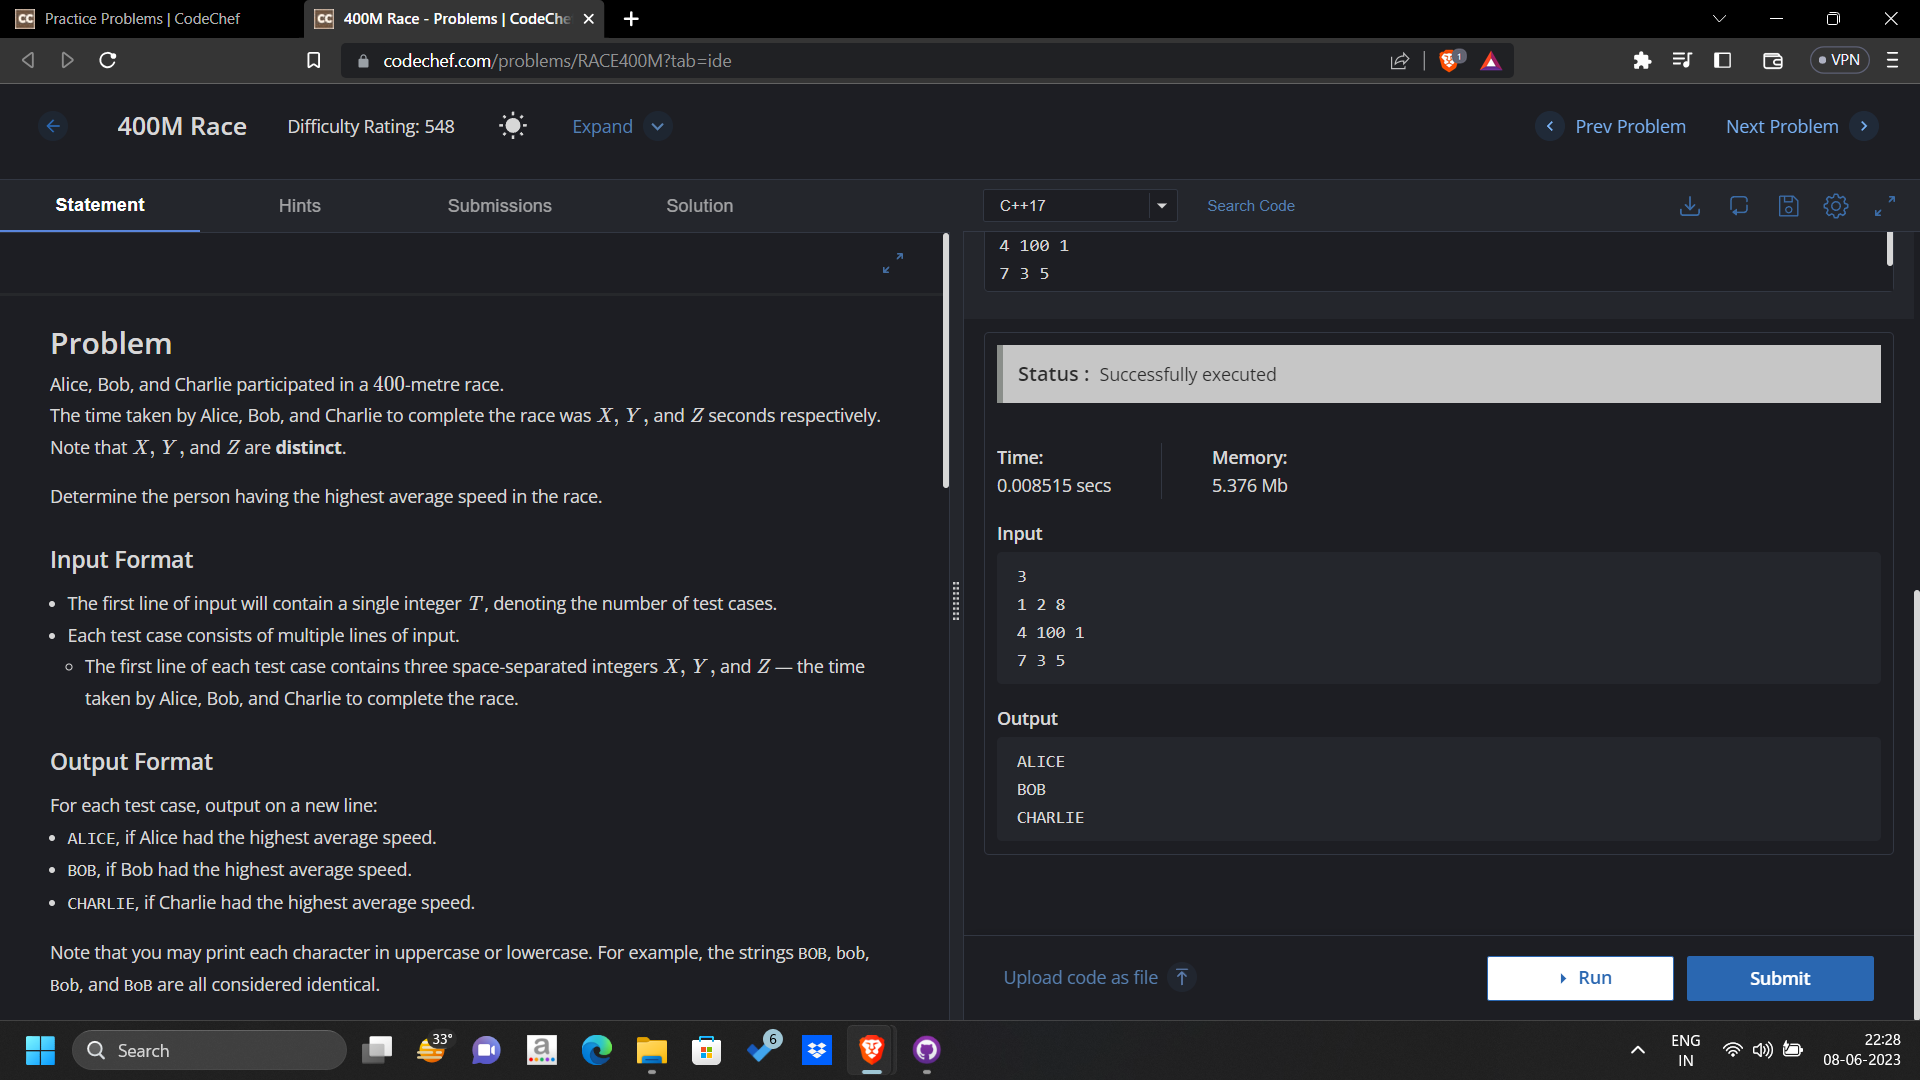 CC Practice Problems | CodeChef
CC 400M Race - Problems | CodeChe
codechef.com/problems/RACE400M?tab=ide
1
VPN
400M Race
Difficulty Rating: 548
Expand
Prev Problem
Next Problem
Statement
Hints
Submissions
Solution
C++17
Search Code
Problem
Alice, Bob, and Charlie participated in a 400-metre race.
The time taken by Alice, Bob, and Charlie to complete the race was X, Y, and Z seconds respectively.
Note that X, Y, and Z are distinct.
Determine the person having the highest average speed in the race.
Input Format
• The first line of input will contain a single integer T, denoting the number of test cases.
• Each test case consists of multiple lines of input.
◦ The first line of each test case contains three space-separated integers X, Y, and Z — the time
taken by Alice, Bob, and Charlie to complete the race.
Output Format
For each test case, output on a new line:
• ALICE, if Alice had the highest average speed.
• BOB, if Bob had the highest average speed.
• CHARLIE, if Charlie had the highest average speed.
Note that you may print each character in uppercase or lowercase. For example, the strings BOB, bob,
Bob, and BoB are all considered identical.
4 100 1
7 3 5
Status : Successfully executed
Time:
0.008515 secs
Memory:
5.376 Mb
Input
3
1 2 8
4 100 1
7 3 5
Output
ALICE
BOB
CHARLIE
Upload code as file
Run
Submit
Search
33°
a
6
ENG
IN
22:28
08-06-2023